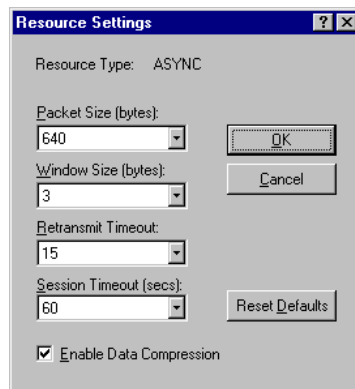 Resource Settings
Resource Type: ASYNC
Packet Size (bytes):
640
OK
Window Size (bytes):
3
Cancel
Retransmit Timeout:
15
Session Timeout (secs):
60
Reset Defaults
Enable Data Compression